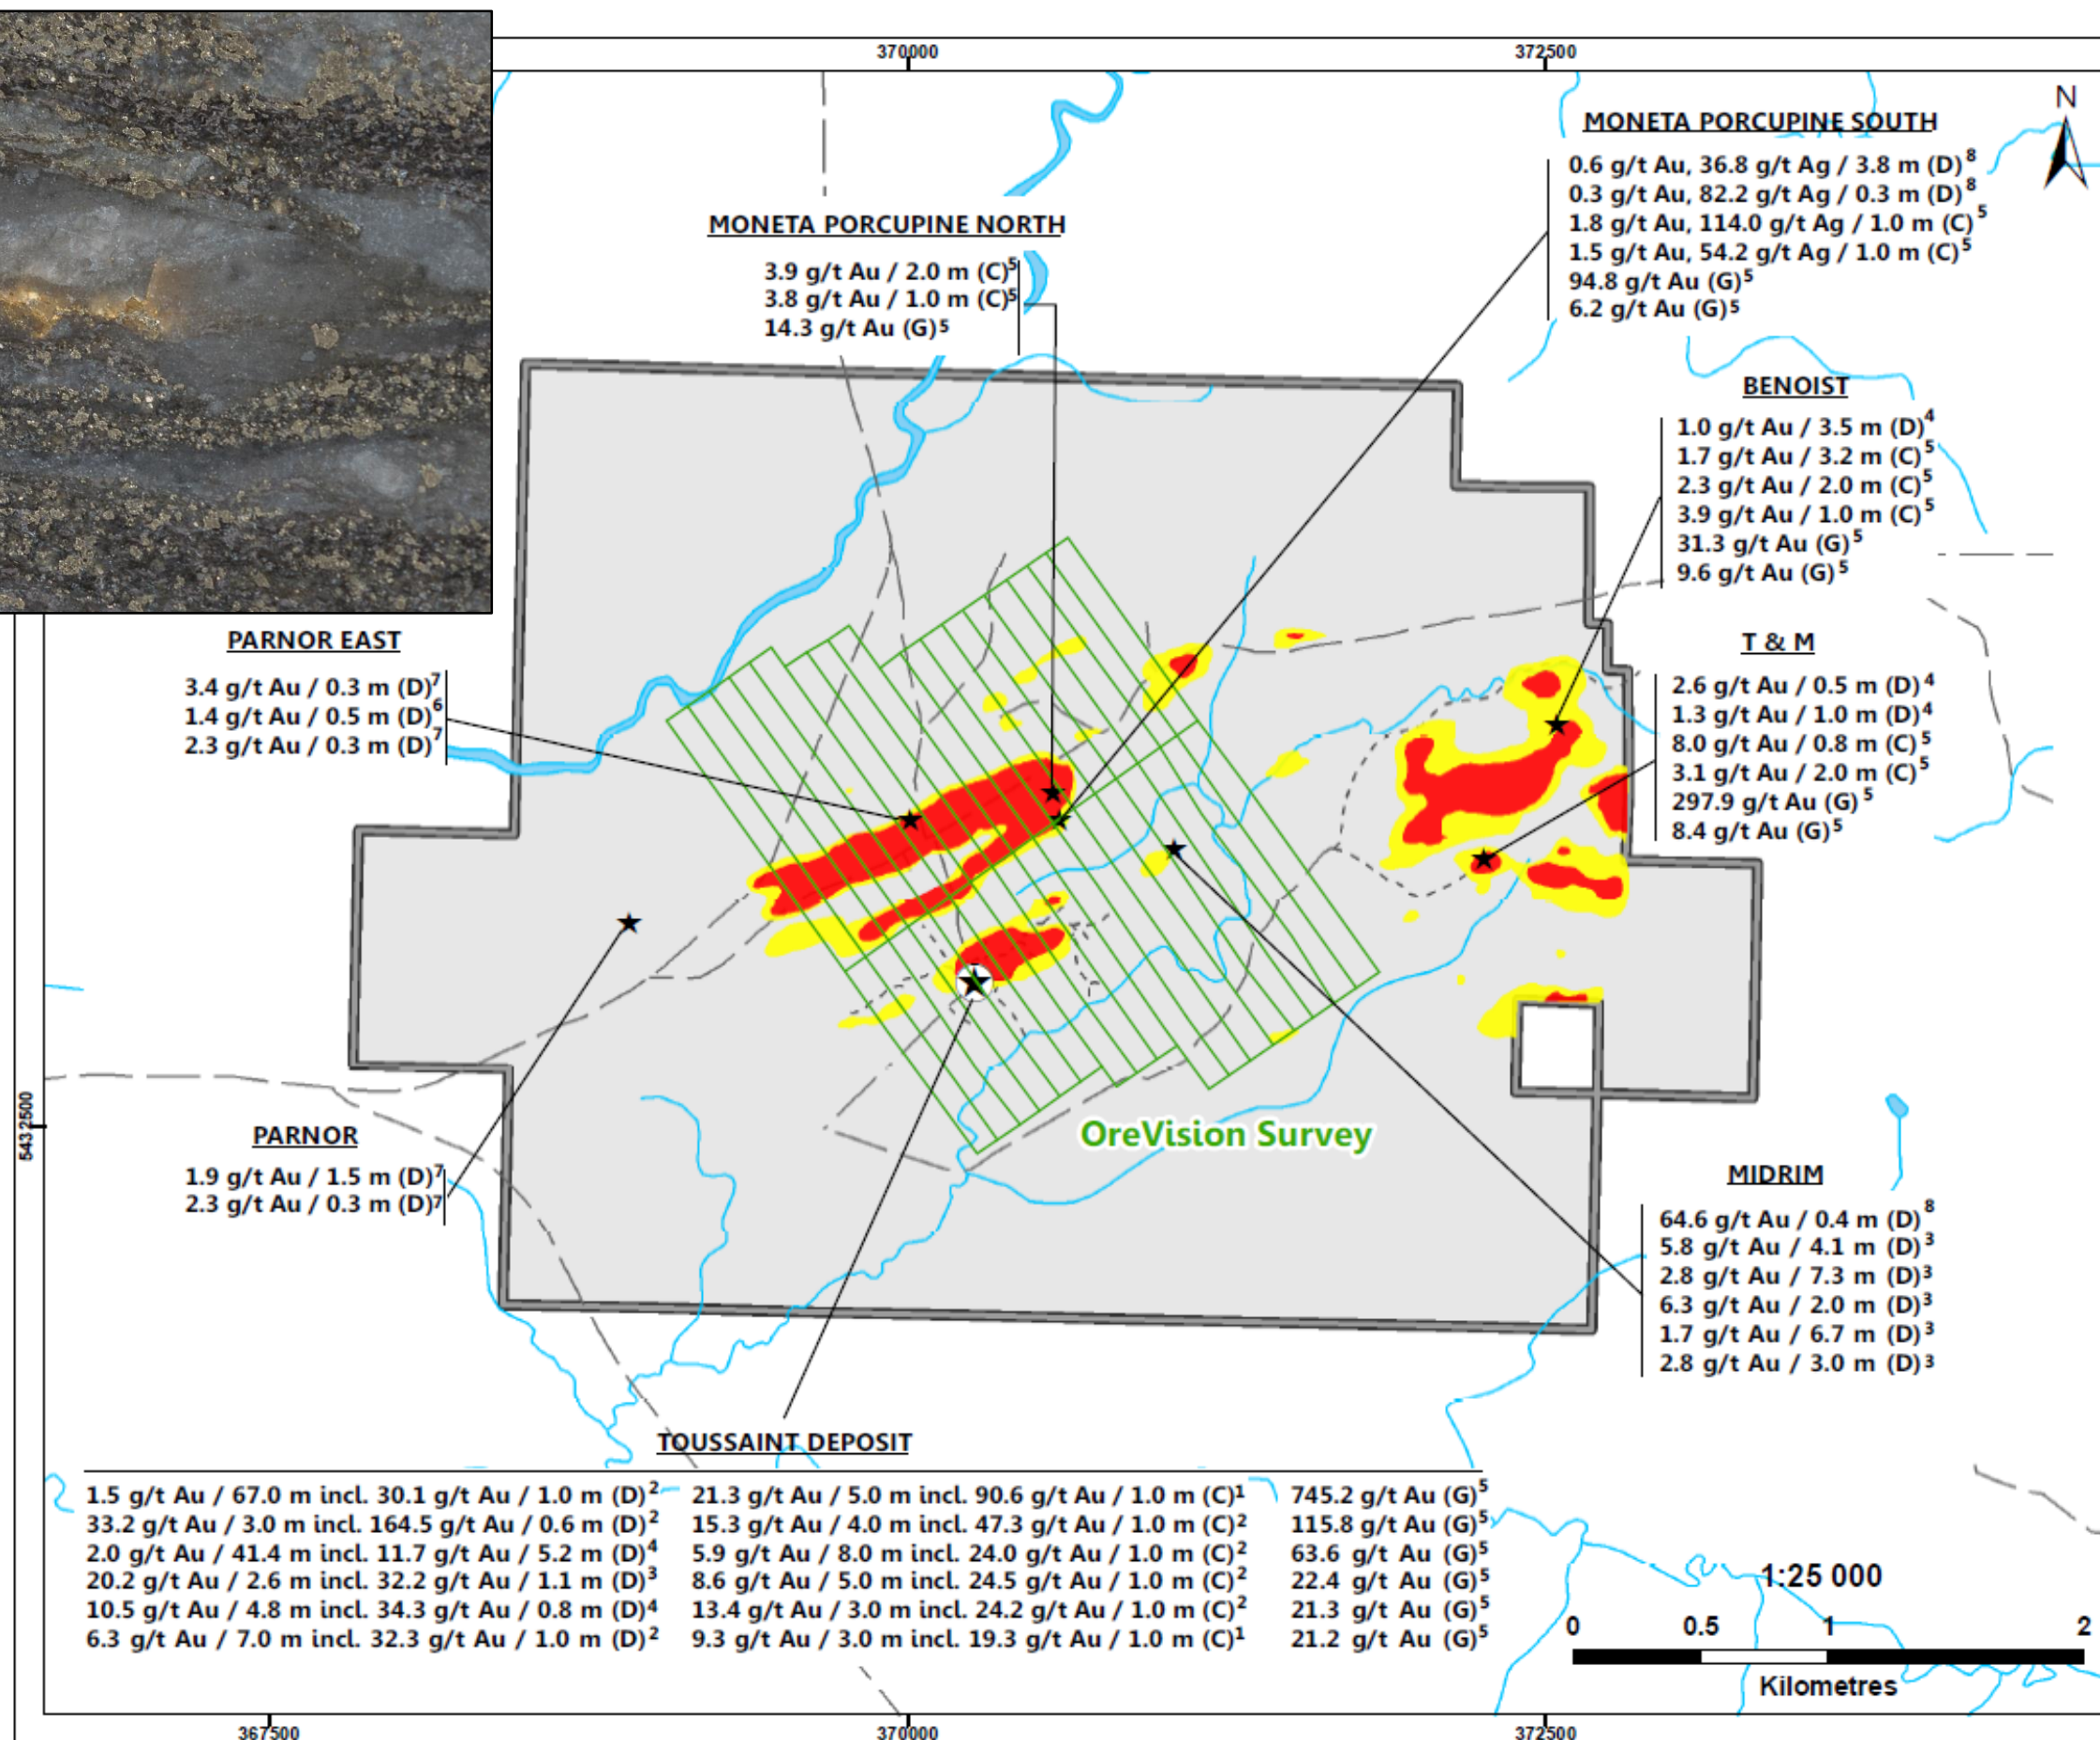 370000
372500
N
MONETA PORCUPINE SOUTH
0.6 g/t Au, 36.8 g/t Ag / 3.8 m (D)⁸
0.3 g/t Au, 82.2 g/t Ag / 0.3 m (D)⁸
1.8 g/t Au, 114.0 g/t Ag / 1.0 m (C)⁵
1.5 g/t Au, 54.2 g/t Ag / 1.0 m (C)⁵
94.8 g/t Au (G)⁵
6.2 g/t Au (G)⁵
MONETA PORCUPINE NORTH
3.9 g/t Au / 2.0 m (C)⁵
3.8 g/t Au / 1.0 m (C)⁵
14.3 g/t Au (G)⁵
BENOIST
1.0 g/t Au / 3.5 m (D)⁴
1.7 g/t Au / 3.2 m (C)⁵
2.3 g/t Au / 2.0 m (C)⁵
3.9 g/t Au / 1.0 m (C)⁵
31.3 g/t Au (G)⁵
9.6 g/t Au (G)⁵
PARNOR EAST
3.4 g/t Au / 0.3 m (D)⁷
1.4 g/t Au / 0.5 m (D)⁶
2.3 g/t Au / 0.3 m (D)⁷
T & M
2.6 g/t Au / 0.5 m (D)⁴
1.3 g/t Au / 1.0 m (D)⁴
8.0 g/t Au / 0.8 m (C)⁵
3.1 g/t Au / 2.0 m (C)⁵
297.9 g/t Au (G)⁵
8.4 g/t Au (G)⁵
5432500
PARNOR
1.9 g/t Au / 1.5 m (D)⁷
2.3 g/t Au / 0.3 m (D)⁷
OreVision Survey
MIDRIM
64.6 g/t Au / 0.4 m (D)⁸
5.8 g/t Au / 4.1 m (D)³
2.8 g/t Au / 7.3 m (D)³
6.3 g/t Au / 2.0 m (D)³
1.7 g/t Au / 6.7 m (D)³
2.8 g/t Au / 3.0 m (D)³
TOUSSAINT DEPOSIT
1.5 g/t Au / 67.0 m incl. 30.1 g/t Au / 1.0 m (D)²
33.2 g/t Au / 3.0 m incl. 164.5 g/t Au / 0.6 m (D)²
2.0 g/t Au / 41.4 m incl. 11.7 g/t Au / 5.2 m (D)⁴
20.2 g/t Au / 2.6 m incl. 32.2 g/t Au / 1.1 m (D)³
10.5 g/t Au / 4.8 m incl. 34.3 g/t Au / 0.8 m (D)⁴
6.3 g/t Au / 7.0 m incl. 32.3 g/t Au / 1.0 m (D)²
21.3 g/t Au / 5.0 m incl. 90.6 g/t Au / 1.0 m (C)¹
15.3 g/t Au / 4.0 m incl. 47.3 g/t Au / 1.0 m (C)²
5.9 g/t Au / 8.0 m incl. 24.0 g/t Au / 1.0 m (C)²
8.6 g/t Au / 5.0 m incl. 24.5 g/t Au / 1.0 m (C)²
13.4 g/t Au / 3.0 m incl. 24.2 g/t Au / 1.0 m (C)²
9.3 g/t Au / 3.0 m incl. 19.3 g/t Au / 1.0 m (C)¹
745.2 g/t Au (G)⁵
115.8 g/t Au (G)⁵
63.6 g/t Au (G)⁵
22.4 g/t Au (G)⁵
21.3 g/t Au (G)⁵
21.2 g/t Au (G)⁵
1:25 000
0 0.5 1 2
Kilometres
367500
370000
372500